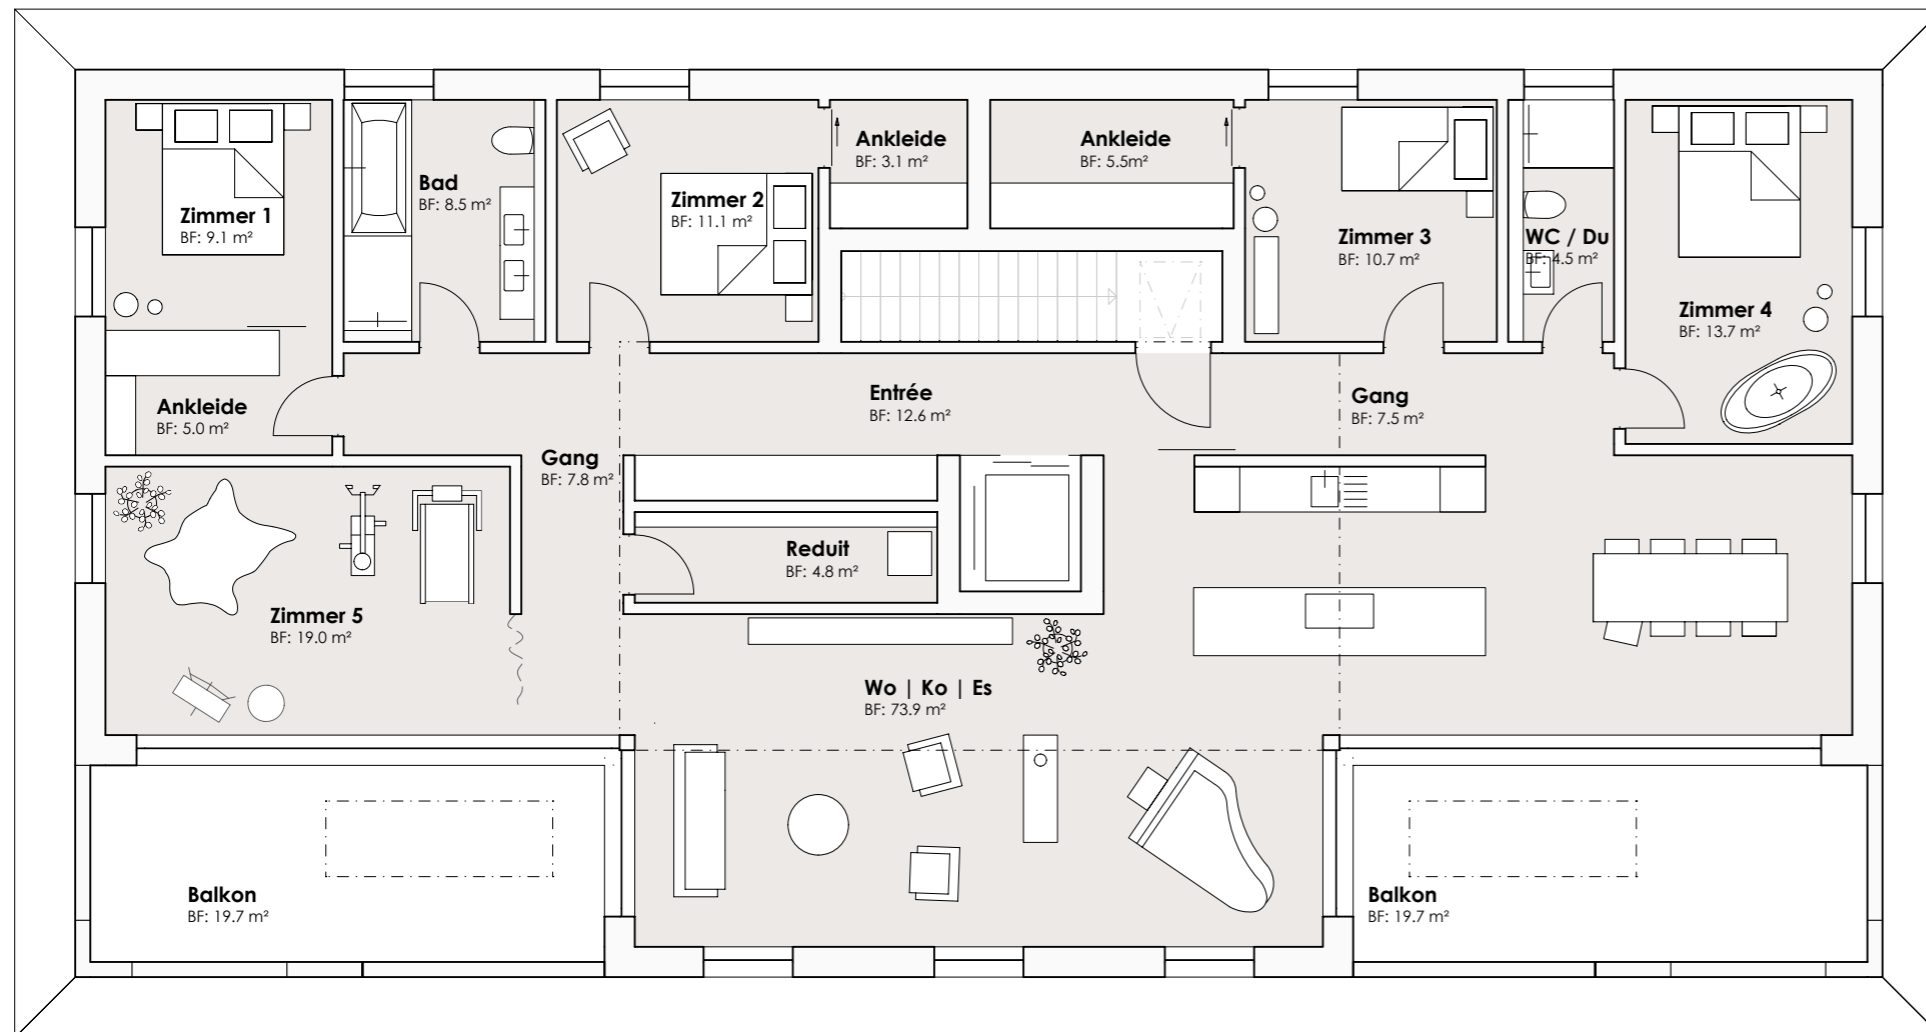 Ankleide
BF: 3.1 m²
Ankleide
BF: 5.5m²
Bad
BF: 8.5 m²
Zimmer 1
BF: 9.1 m²
Zimmer 2
BF: 11.1 m²
Zimmer 3
BF: 10.7 m²
WC / Du
BF: 4.5 m²
Zimmer 4
BF: 13.7 m²
Ankleide
BF: 5.0 m²
Entrée
BF: 12.6 m²
Gang
BF: 7.5 m²
Gang
BF: 7.8 m²
Reduit
BF: 4.8 m²
Zimmer 5
BF: 19.0 m²
Wo | Ko | Es
BF: 73.9 m²
Balkon
BF: 19.7 m²
Balkon
BF: 19.7 m²